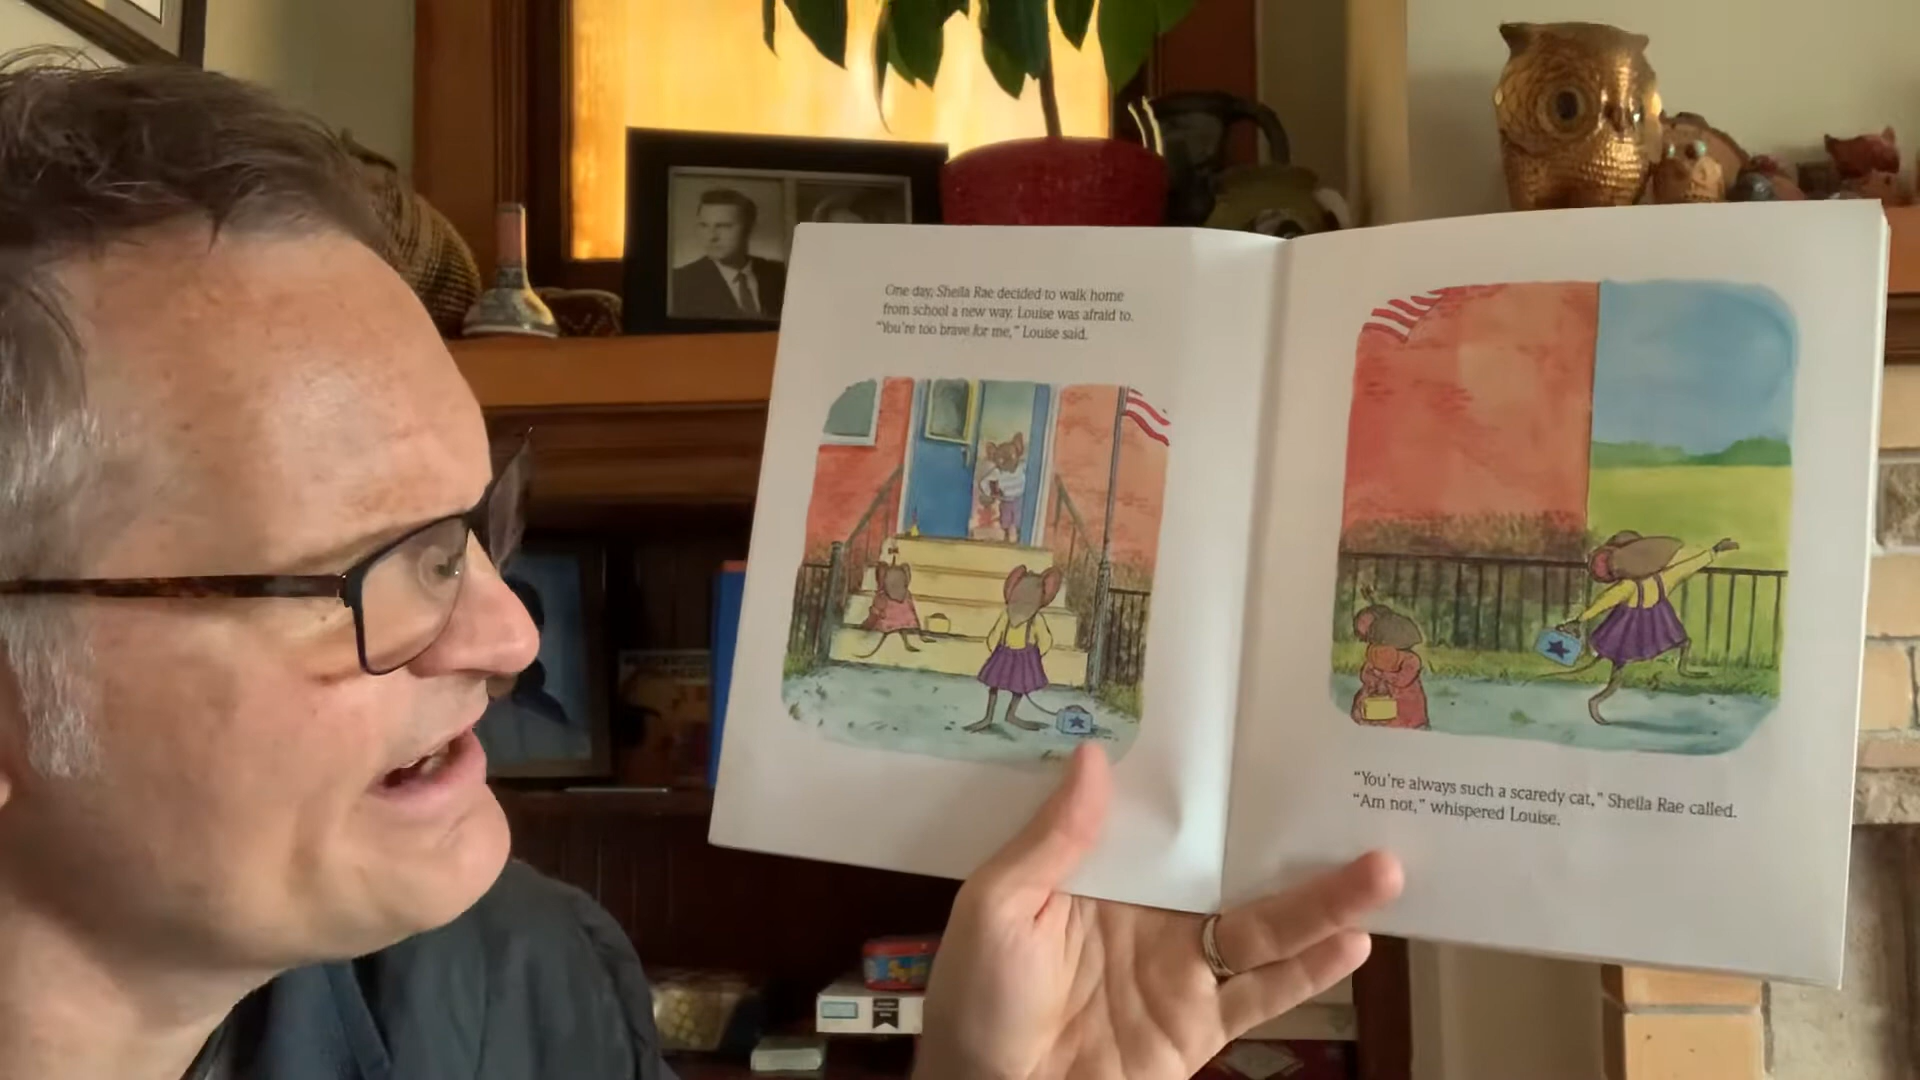 One day, Sheila Rae decided to walk home
from school a new way. Louise was afraid to.
"You're too brave for me," Louise said.
"You're always such a scaredy cat," Sheila Rae called.
"Am not," whispered Louise.